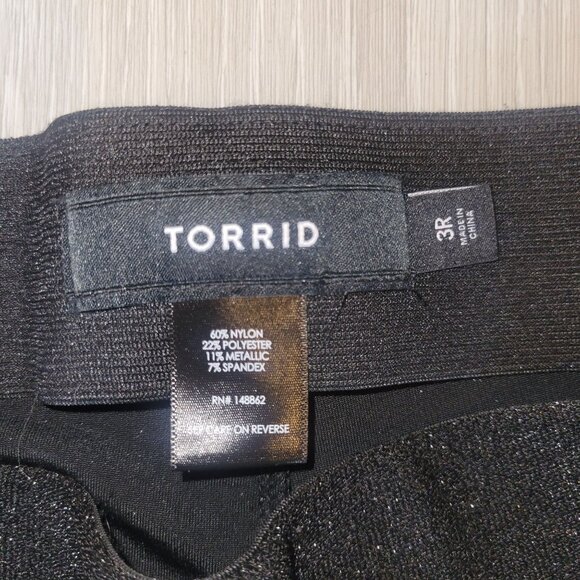 TORRID
3R
MADE IN
CHINA
60% NYLON
22% POLYESTER
11% METALLIC
7% SPANDEX
RN# 148862
SEE CARE ON REVERSE